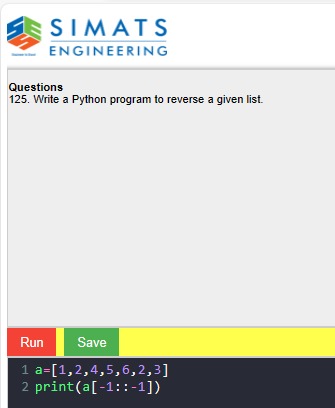 SIMATS
ENGINEERING
Questions
125. Write a Python program to reverse a given list.
Run Save
1 a=[1,2,4,5,6,2,3]
2 print(a[-1::-1])